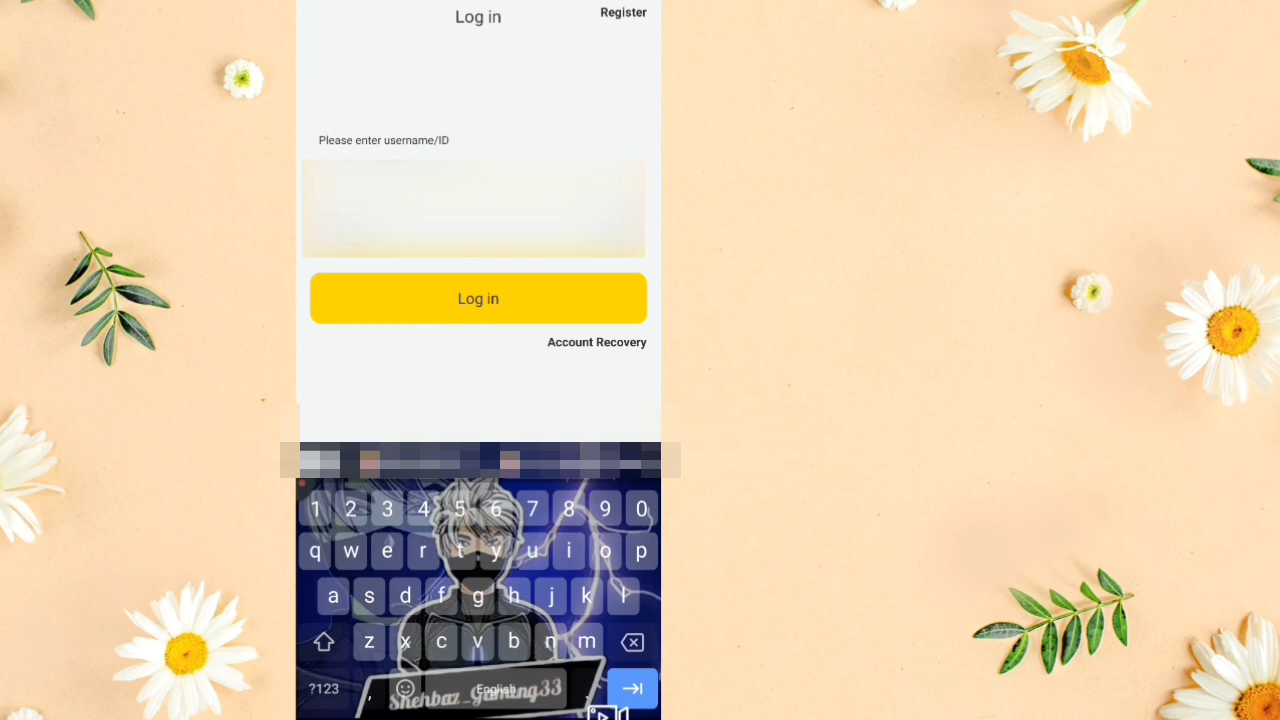 Log in
Register
Please enter username/ID
Log in
Account Recovery
1 2 3 4 5 6 7 8 9 0
q w e r t y u i o p
a s d f g h j k l
z x c v b n m
?123 , English .
Shehbaz_Gaming33